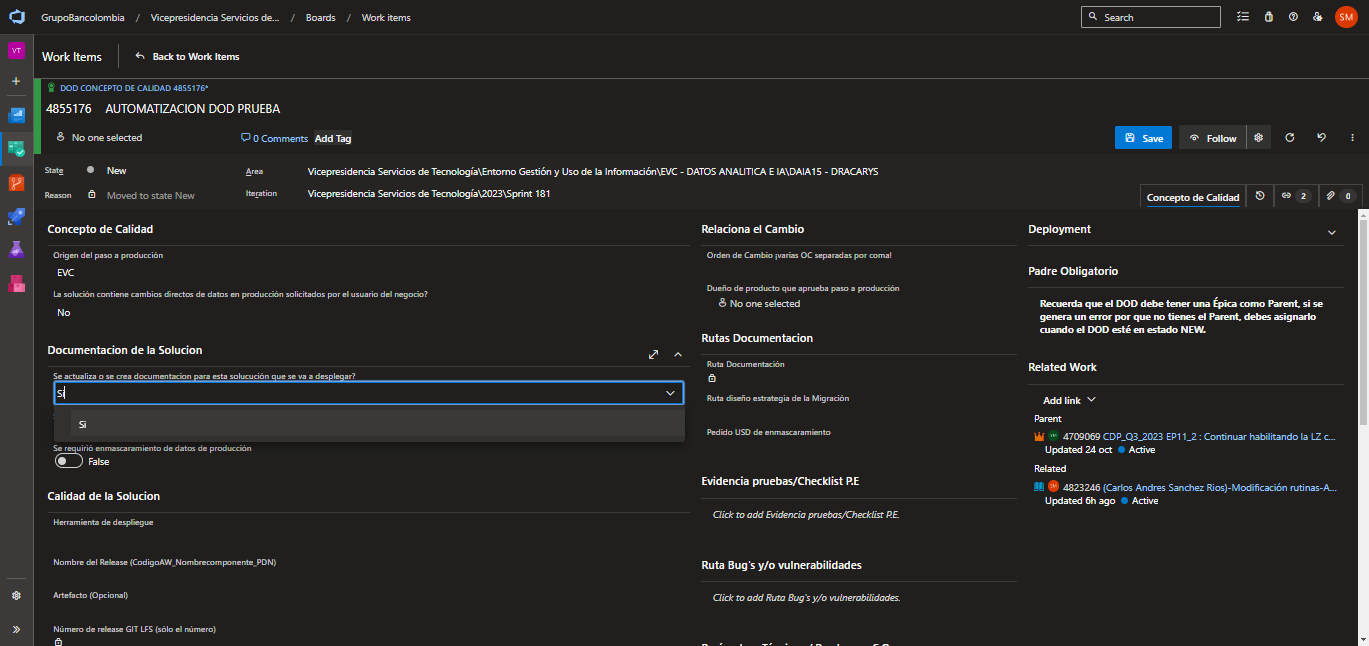 GrupoBancolombia / Vicepresidencia Servicios de... / Boards / Work items
Search
SM
VT
Work Items
Back to Work Items
DOD CONCEPTO DE CALIDAD 4855176*
4855176 AUTOMATIZACION DOD PRUEBA
No one selected
0 Comments
Add Tag
Save
Follow
State
New
Area
Vicepresidencia Servicios de Tecnología\Entorno Gestión y Uso de la Información\EVC - DATOS ANALITICA E IA\DAIA15 - DRACARYS
Reason
Moved to state New
Iteration
Vicepresidencia Servicios de Tecnología\2023\Sprint 181
Concepto de Calidad
2
0
Concepto de Calidad
Origen del paso a producción
EVC
La solución contiene cambios directos de datos en producción solicitados por el usuario del negocio?
No
Documentacion de la Solucion
Se actualiza o se crea documentacion para esta solucución que se va a desplegar?
Si
Si
Se requirió enmascaramiento de datos de producción
False
Calidad de la Solucion
Herramienta de despliegue
Nombre del Release (CodigoAW_Nombrecomponente_PDN)
Artefacto (Opcional)
Número de release GIT LFS (sólo el número)
Relaciona el Cambio
Orden de Cambio ¡varias OC separadas por coma!
Dueño de producto que aprueba paso a producción
No one selected
Rutas Documentacion
Ruta Documentación
Ruta diseño estrategia de la Migración
Pedido USD de enmascaramiento
Evidencia pruebas/Checklist P.E
Click to add Evidencia pruebas/Checklist P.E.
Ruta Bug's y/o vulnerabilidades
Click to add Ruta Bug's y/o vulnerabilidades.
Deployment
Padre Obligatorio
Recuerda que el DOD debe tener una Épica como Parent, si se
genera un error por que no tienes el Parent, debes asignarlo
cuando el DOD esté en estado NEW.
Related Work
Add link
Parent
4709069 CDP_Q3_2023 EP11_2 : Continuar habilitando la LZ c...
Updated 24 oct Active
Related
4823246 (Carlos Andres Sanchez Rios)-Modificación rutinas-A...
Updated 6h ago Active